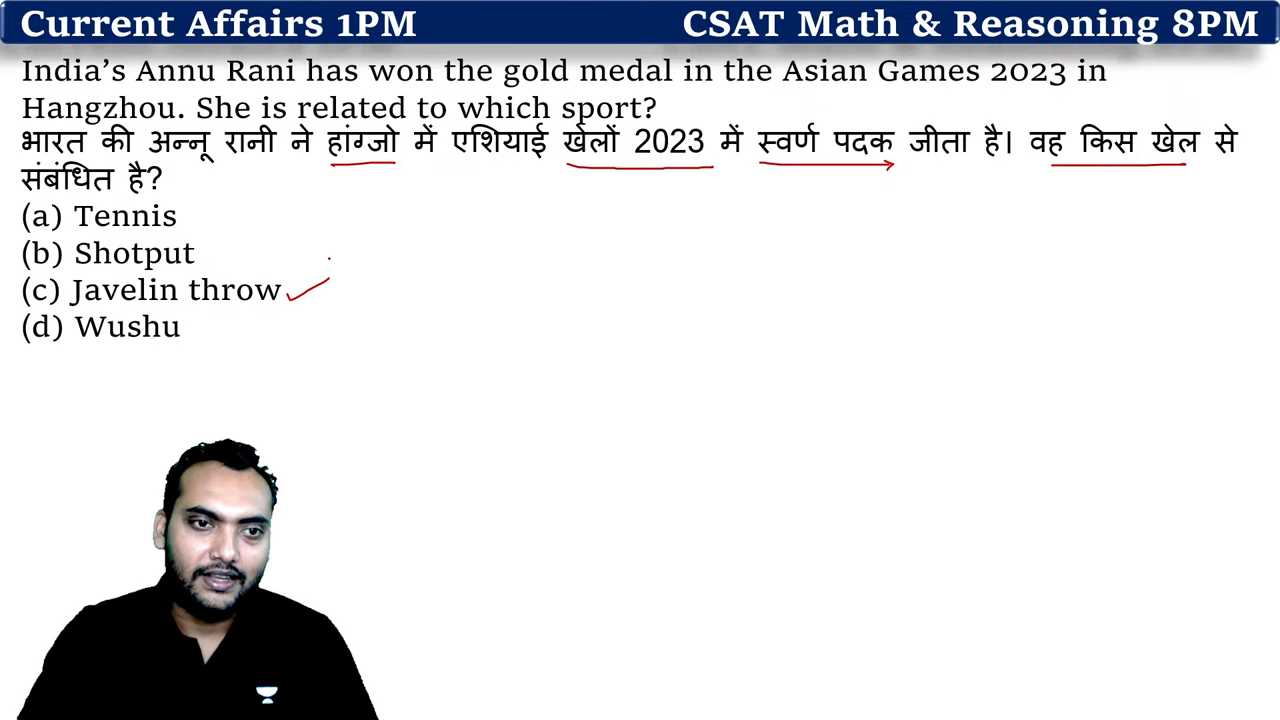 Current Affairs 1PM
CSAT Math & Reasoning 8PM
India’s Annu Rani has won the gold medal in the Asian Games 2023 in
Hangzhou. She is related to which sport?
भारत की अन्नू रानी ने हांग्जो में एशियाई खेलों 2023 में स्वर्ण पदक जीता है। वह किस खेल से
संबंधित है?
(a) Tennis
(b) Shotput
(c) Javelin throw
(d) Wushu